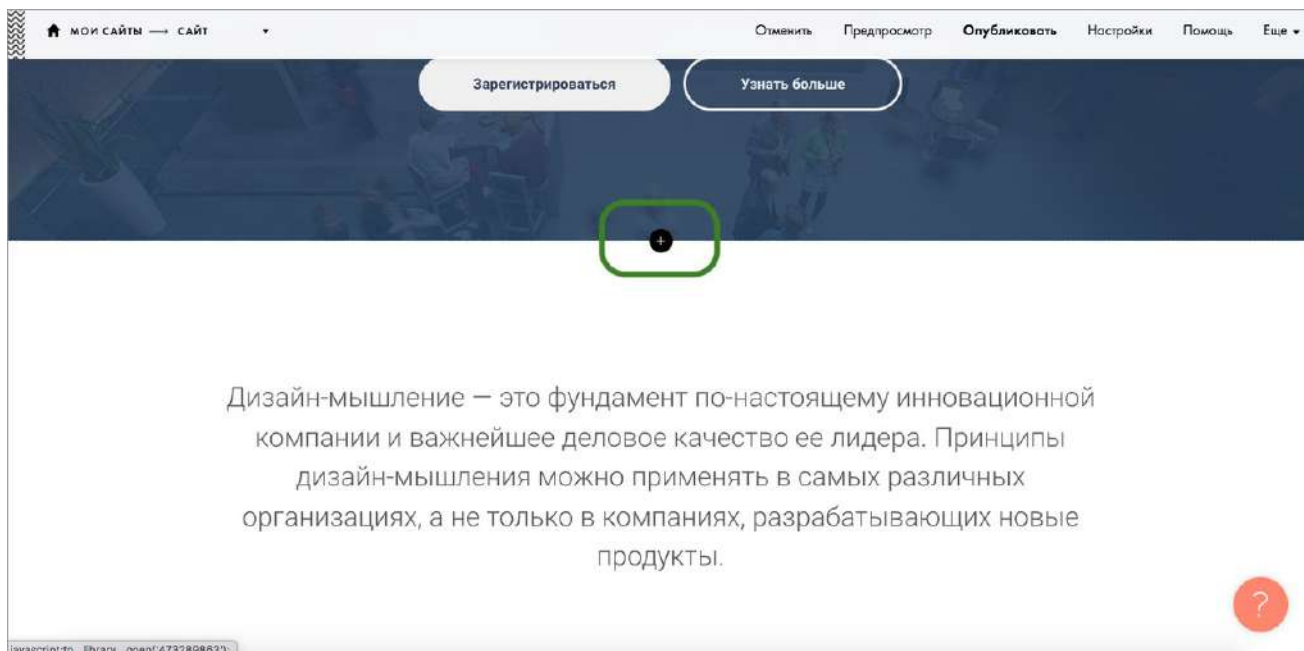 МОИ САЙТЫ ⟶ САЙТ
Отменить Предпросмотр Опубликовать Настройки Помощь Еще
Зарегистрироваться Узнать больше
+
Дизайн-мышление — это фундамент по-настоящему инновационной
компании и важнейшее деловое качество ее лидера. Принципы
дизайн-мышления можно применять в самых различных
организациях, а не только в компаниях, разрабатывающих новые
продукты.
?